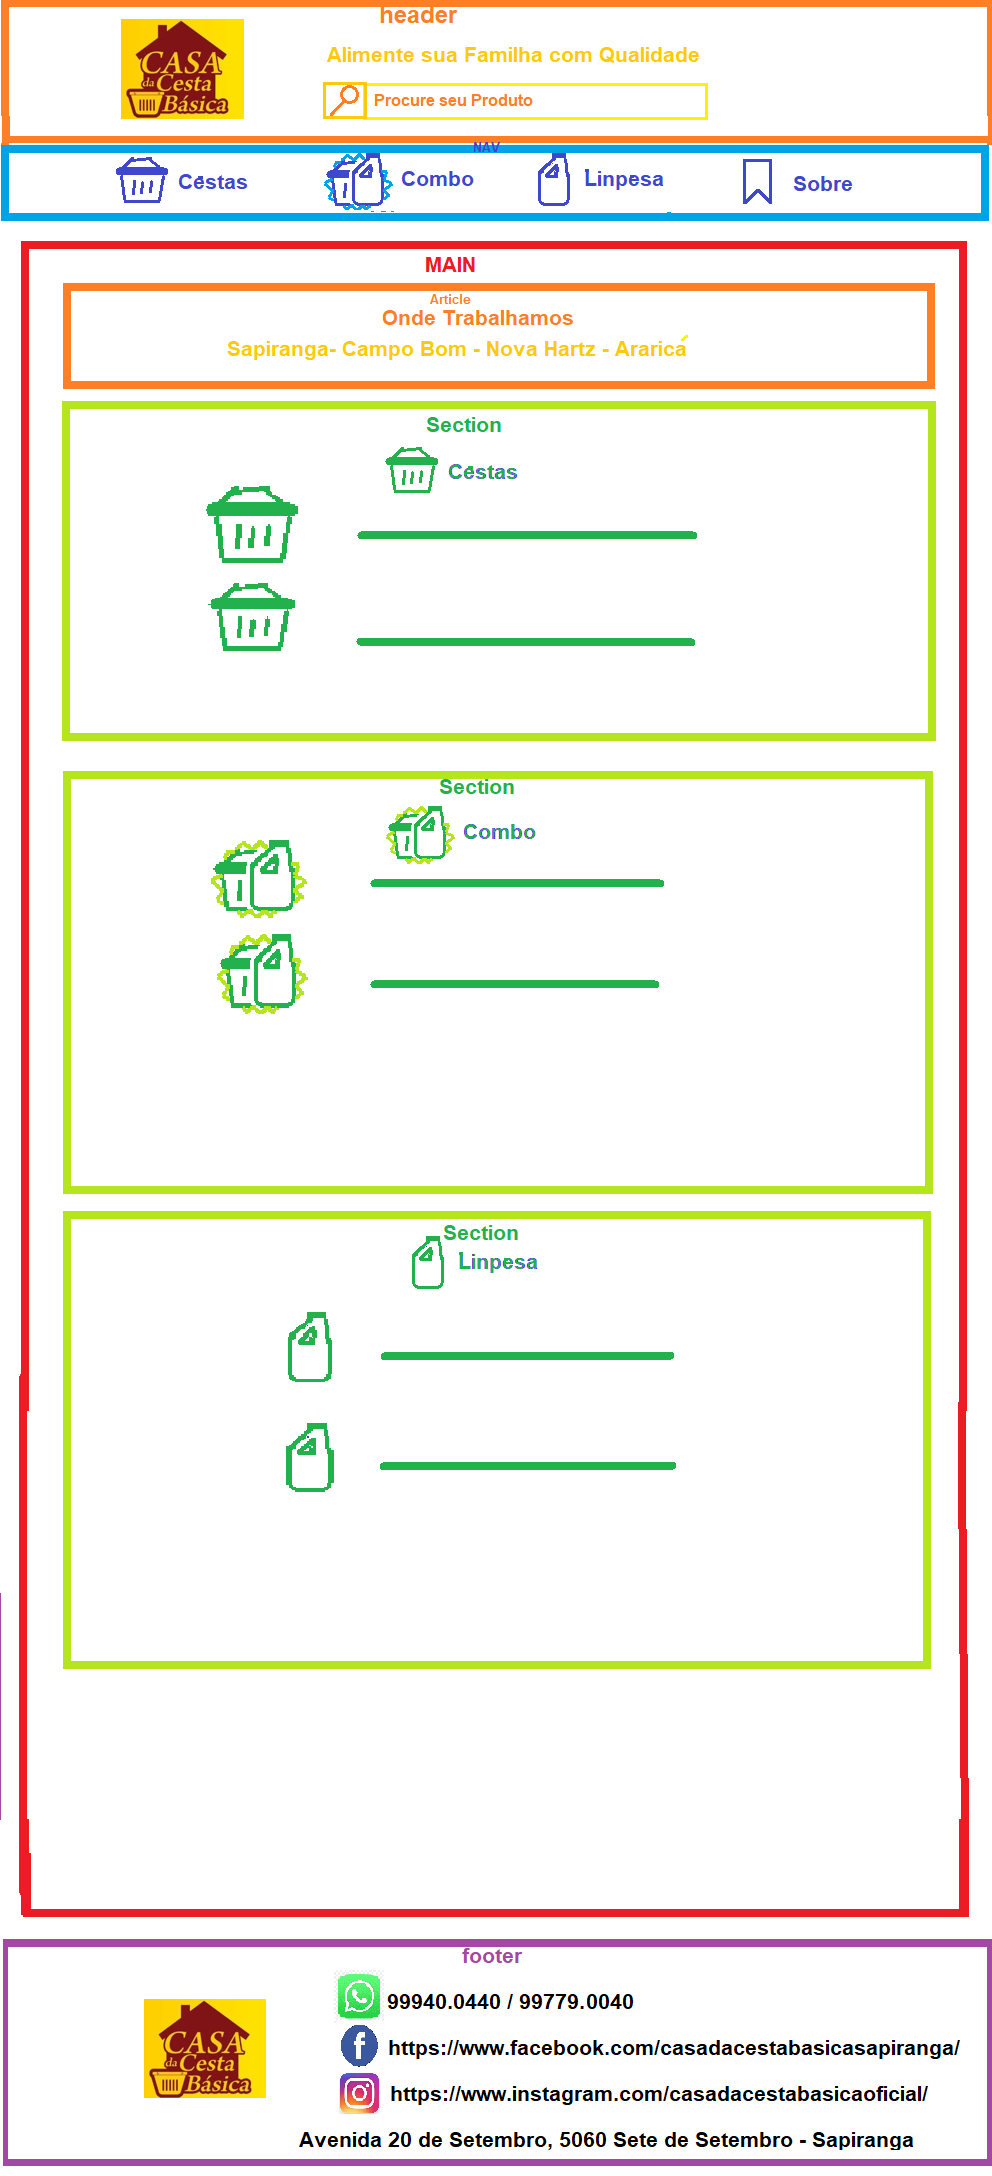 header
CASA
da Cesta
Básica
Alimente sua Familha com Qualidade
Procure seu Produto
NAV
Cestas
Combo
Linpesa
Sobre
MAIN
Article
Onde Trabalhamos
Sapiranga- Campo Bom - Nova Hartz - Araricá
Section
Cestas
Section
Combo
Section
Linpesa
footer
CASA
da Cesta
Básica
99940.0440 / 99779.0040
https://www.facebook.com/casadacestabasicasapiranga/
https://www.instagram.com/casadacestabasicaoficial/
Avenida 20 de Setembro, 5060 Sete de Setembro - Sapiranga